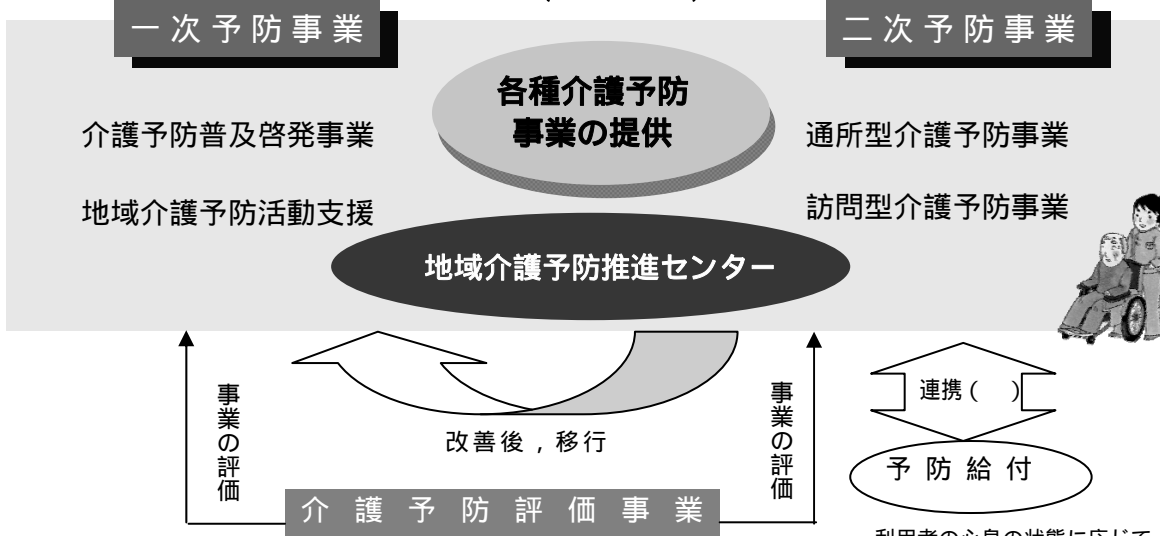 一次予防事業
二次予防事業
各種介護予防
事業の提供
介護予防普及啓発事業
地域介護予防活動支援
通所型介護予防事業
訪問型介護予防事業
地域介護予防推進センター
事業の評価
改善後，移行
事業の評価
連携(　)
予防給付
介護予防評価事業